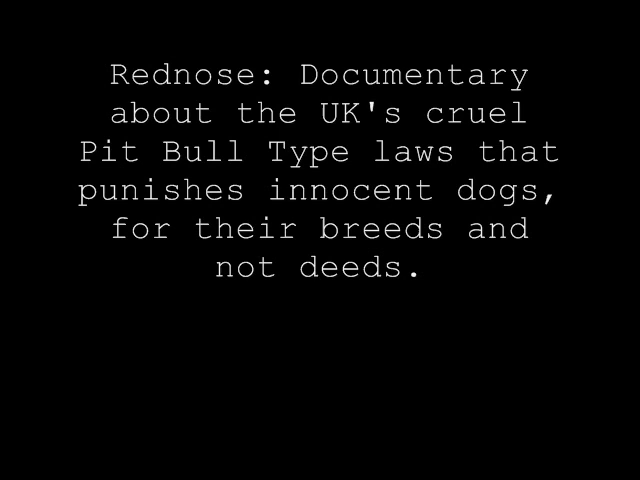 Rednose: Documentary
about the UK's cruel
Pit Bull Type laws that
punishes innocent dogs,
for their breeds and
not deeds.